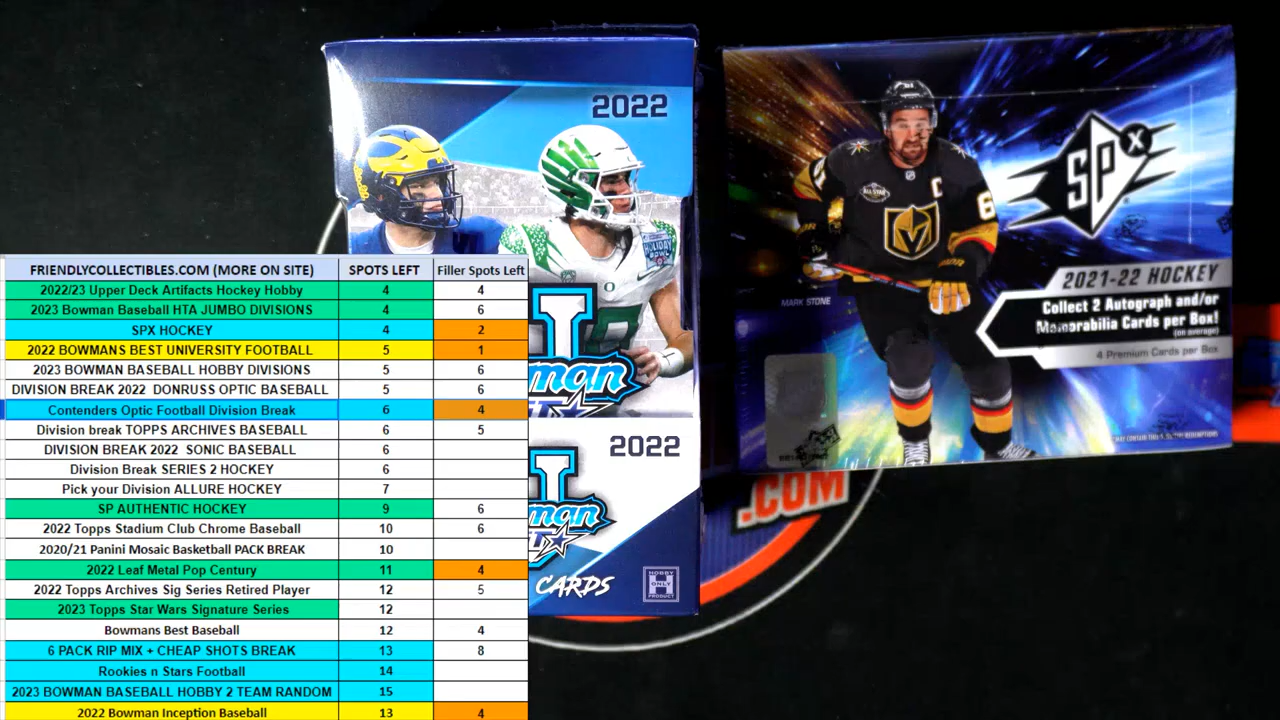 FRIENDLYCOLLECTIBLES.COM (MORE ON SITE) SPOTS LEFT Filler Spots Left
2022/23 Upper Deck Artifacts Hockey Hobby 4 4
2023 Bowman Baseball HTA JUMBO DIVISIONS 4 6
SPX HOCKEY 4 2
2022 BOWMANS BEST UNIVERSITY FOOTBALL 5 1
2023 BOWMAN BASEBALL HOBBY DIVISIONS 5 6
DIVISION BREAK 2022 DONRUSS OPTIC BASEBALL 5 6
Contenders Optic Football Division Break 6 4
Division break TOPPS ARCHIVES BASEBALL 6 5
DIVISION BREAK 2022 SONIC BASEBALL 6
Division Break SERIES 2 HOCKEY 6
Pick your Division ALLURE HOCKEY 7
SP AUTHENTIC HOCKEY 9 6
2022 Topps Stadium Club Chrome Baseball 10 6
2020/21 Panini Mosaic Basketball PACK BREAK 10
2022 Leaf Metal Pop Century 11 4
2022 Topps Archives Sig Series Retired Player 12 5
2023 Topps Star Wars Signature Series 12
Bowmans Best Baseball 12 4
6 PACK RIP MIX + CHEAP SHOTS BREAK 13 8
Rookies n Stars Football 14
2023 BOWMAN BASEBALL HOBBY 2 TEAM RANDOM 15
2022 Bowman Inception Baseball 13 4
2022
HOLIDAY BOWL
2022
CARDS
HOBBY
ONLY
.COM
SPx
C
6
MARK STONE
2021-22 HOCKEY
Collect 2 Autograph and/or
Memorabilia Cards per Box!
(on average)
4 Premium Cards per Box